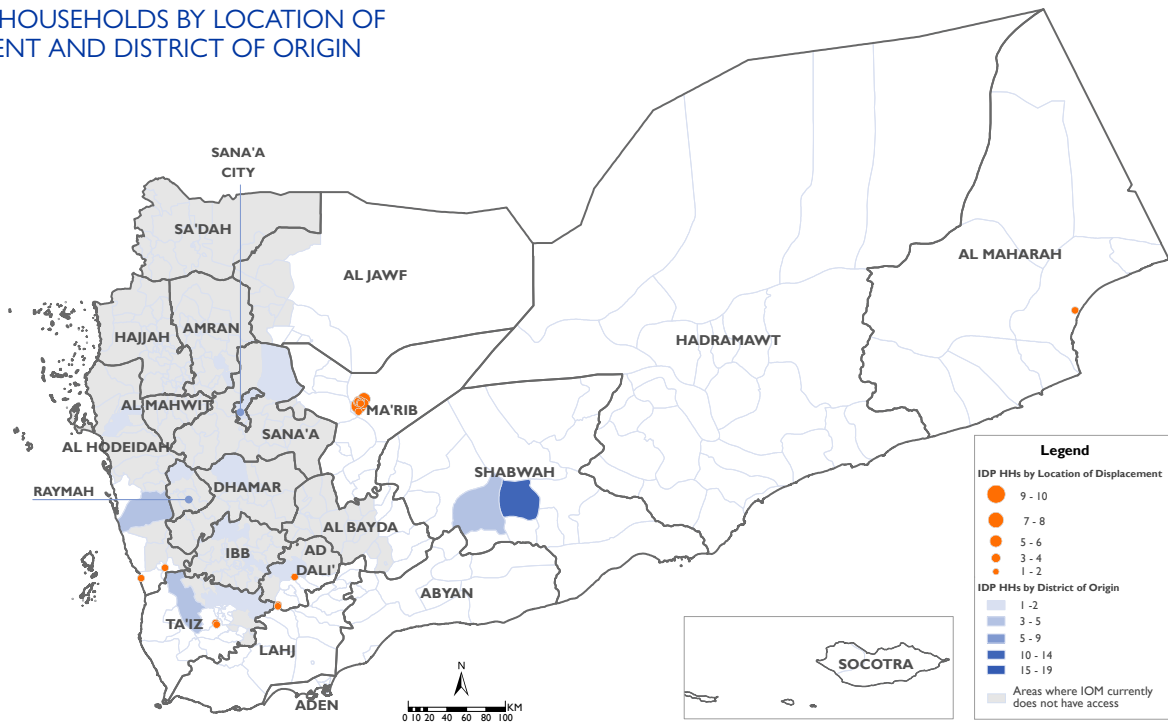 HOUSEHOLDS BY LOCATION OF
ENT AND DISTRICT OF ORIGIN
SANA'A
CITY
SA'DAH
AL JAWF
AL MAHARAH
HAJJAH
AMRAN
HADRAMAWT
AL MAHWIT
MA'RIB
AL HODEIDAH
SANA'A
SHABWAH
RAYMAH
DHAMAR
AL BAYDA
IBB
AD
DALI'
ABYAN
TA'IZ
LAHJ
SOCOTRA
ADEN
N
0 10 20 40 60 80 100
KM
Legend
IDP HHs by Location of Displacement
9 - 10
7 - 8
5 - 6
3 - 4
1 - 2
IDP HHs by District of Origin
1 -2
3 - 5
5 - 9
10 - 14
15 - 19
Areas where IOM currently
does not have access